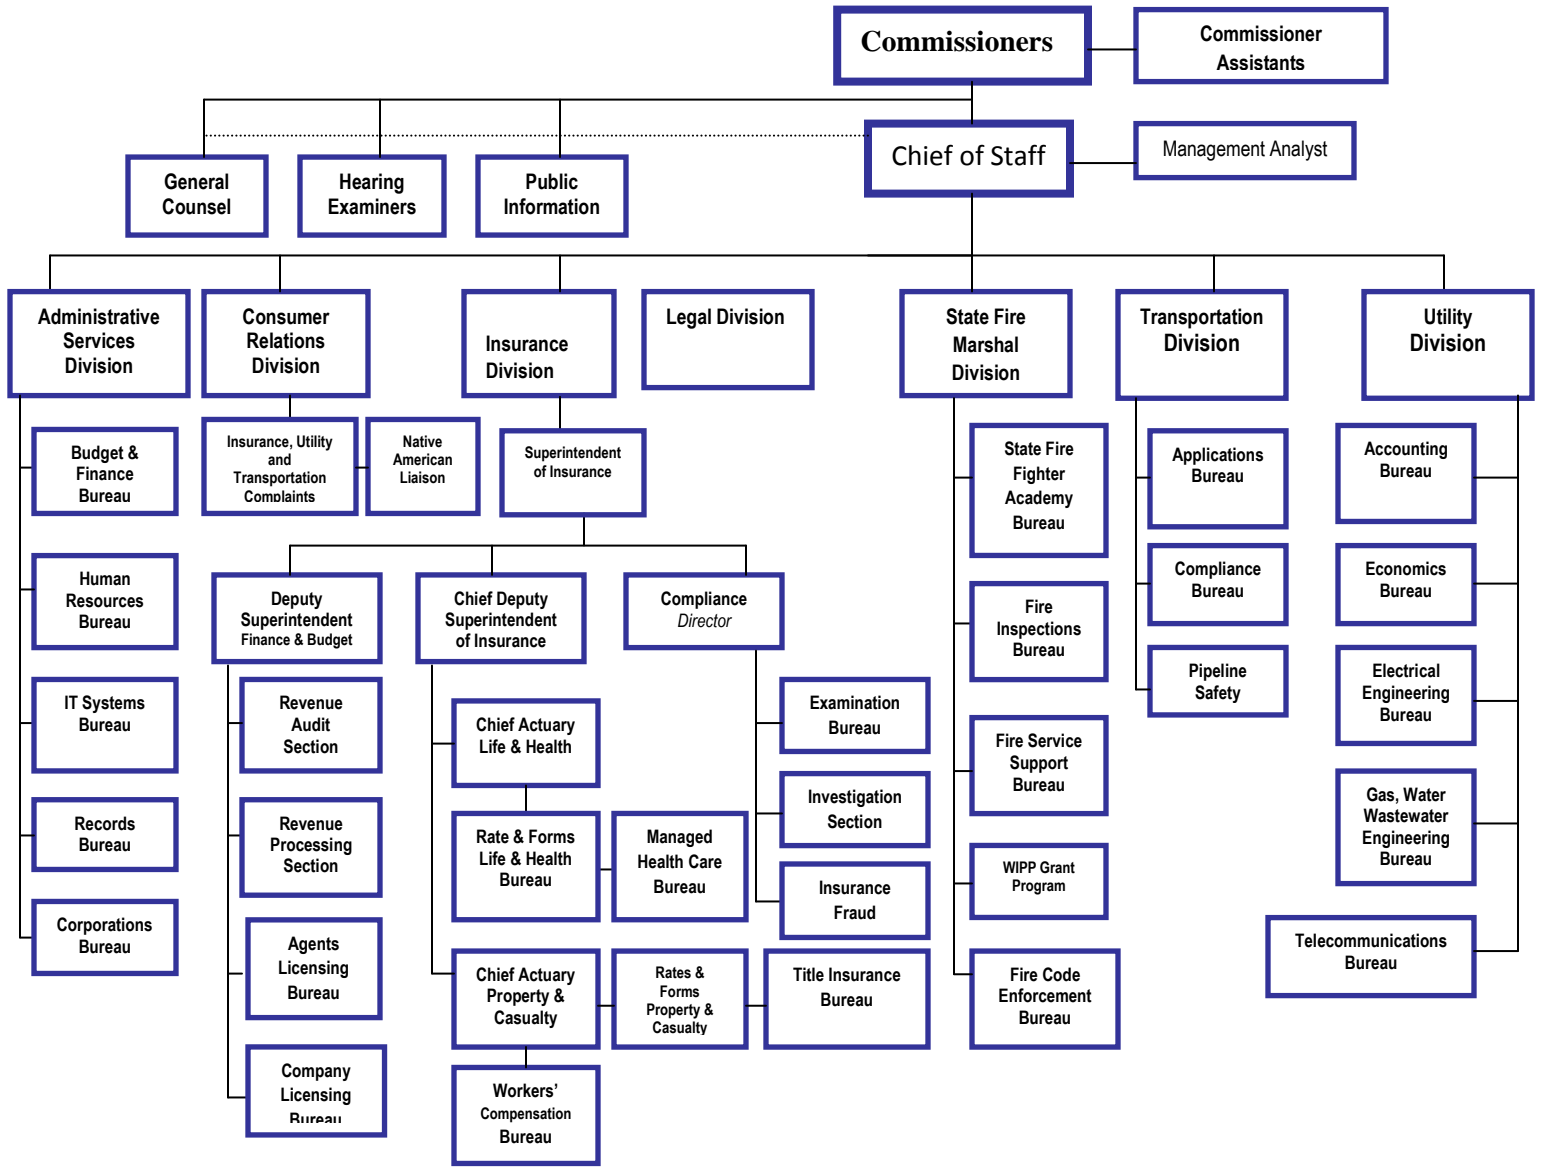 Commissioners
Commissioner
Assistants
Chief of Staff
Management Analyst
General
Counsel
Hearing
Examiners
Public
Information
Administrative
Services
Division
Consumer
Relations
Division
Insurance
Division
Legal Division
State Fire
Marshal
Division
Transportation
Division
Utility
Division
Budget &
Finance
Bureau
Human
Resources
Bureau
IT Systems
Bureau
Records
Bureau
Corporations
Bureau
Insurance, Utility
and
Transportation
Complaints
Native
American
Liaison
Superintendent
of Insurance
Deputy
Superintendent
Finance & Budget
Revenue
Audit
Section
Revenue
Processing
Section
Agents
Licensing
Bureau
Company
Licensing
Bureau
Chief Deputy
Superintendent
of Insurance
Chief Actuary
Life & Health
Rate & Forms
Life & Health
Bureau
Managed
Health Care
Bureau
Chief Actuary
Property &
Casualty
Rates &
Forms
Property &
Casualty
Title Insurance
Bureau
Workers’
Compensation
Bureau
Compliance
Director
Examination
Bureau
Investigation
Section
Insurance
Fraud
State Fire
Fighter
Academy
Bureau
Fire
Inspections
Bureau
Fire Service
Support
Bureau
WIPP Grant
Program
Fire Code
Enforcement
Bureau
Applications
Bureau
Compliance
Bureau
Pipeline
Safety
Accounting
Bureau
Economics
Bureau
Electrical
Engineering
Bureau
Gas, Water
Wastewater
Engineering
Bureau
Telecommunications
Bureau